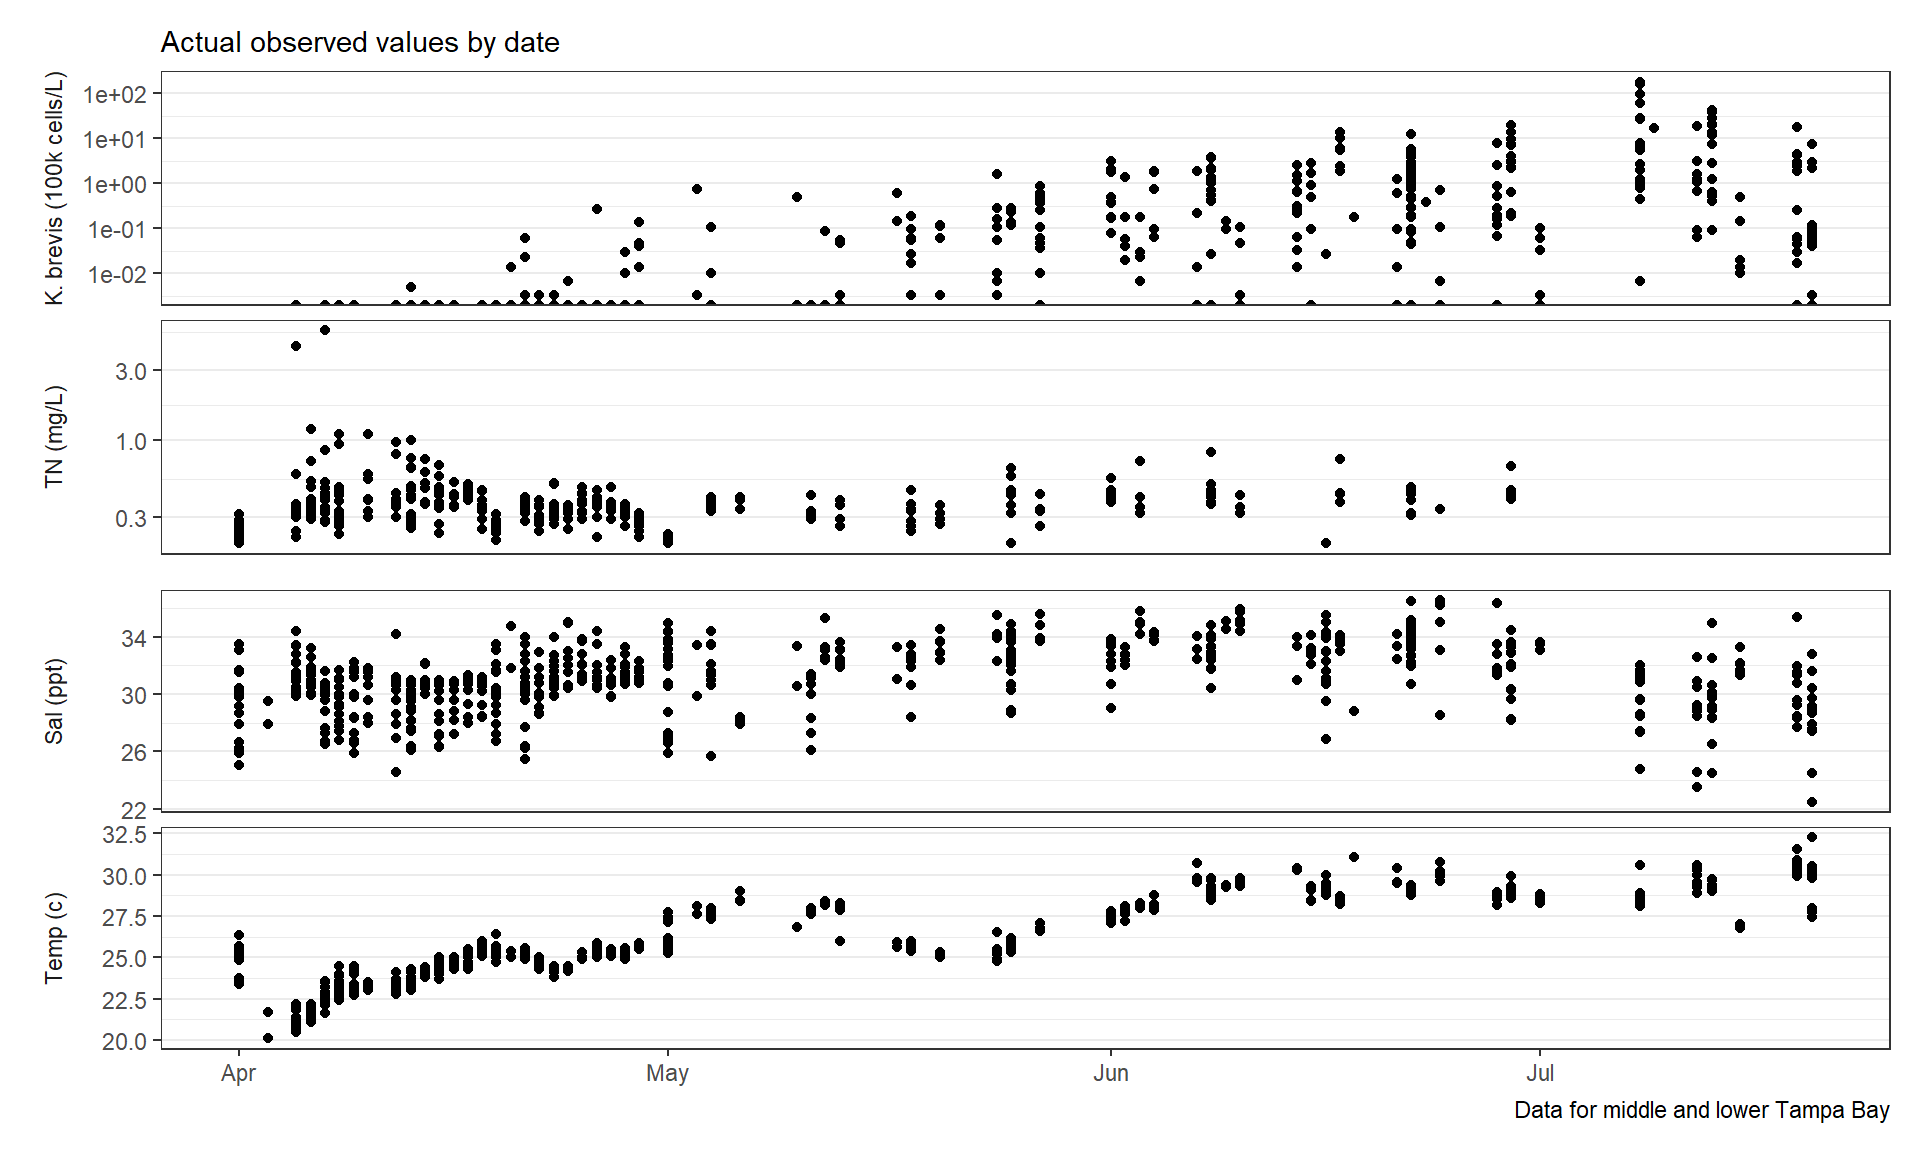 Actual observed values by date
K. brevis (100k cells/L)
1e+02
1e+01
1e+00
1e-01
1e-02
TN (mg/L)
3.0
1.0
0.3
Sal (ppt)
34
30
26
22
Temp (c)
32.5
30.0
27.5
25.0
22.5
20.0
Apr May Jun Jul
Data for middle and lower Tampa Bay